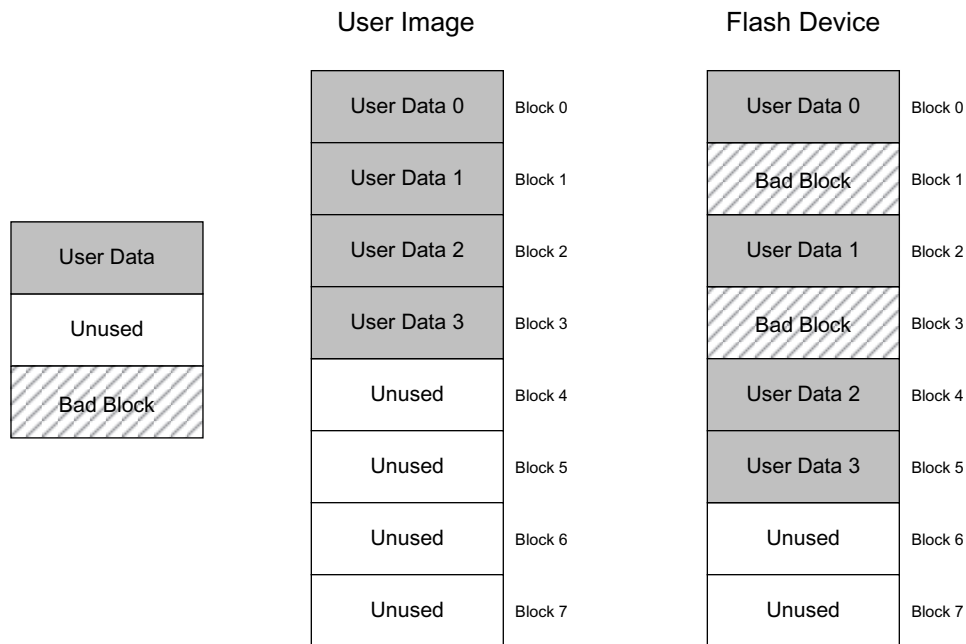 User Image
Flash Device
User Data
Unused
Bad Block
User Data 0 Block 0
User Data 1 Block 1
User Data 2 Block 2
User Data 3 Block 3
Unused Block 4
Unused Block 5
Unused Block 6
Unused Block 7
User Data 0 Block 0
Bad Block Block 1
User Data 1 Block 2
Bad Block Block 3
User Data 2 Block 4
User Data 3 Block 5
Unused Block 6
Unused Block 7